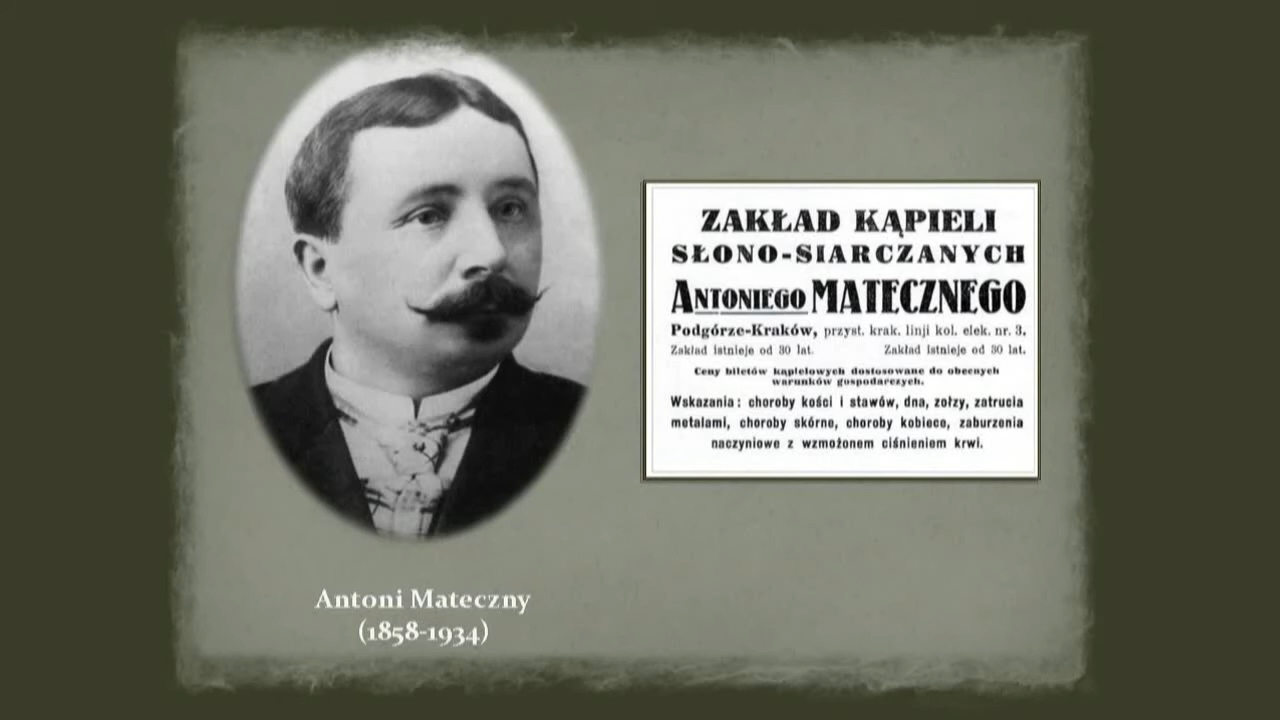 ZAKŁAD KĄPIELI
SŁONO-SIARCZANYCH
ANTONIEGO MATECZNEGO
Podgórze-Kraków, przyst. krak. linji kol. elek. nr. 3.
Zakład istnieje od 30 lat. Zakład istnieje od 30 lat.
Ceny biletów kąpielowych dostosowane do obecnych
warunków gospodarczych.
Wskazania: choroby kości i stawów, dna, zołzy, zatrucia
metalami, choroby skórne, choroby kobiece, zaburzenia
naczyniowe z wzmożonem ciśnieniem krwi.
Antoni Mateczny
(1858-1934)